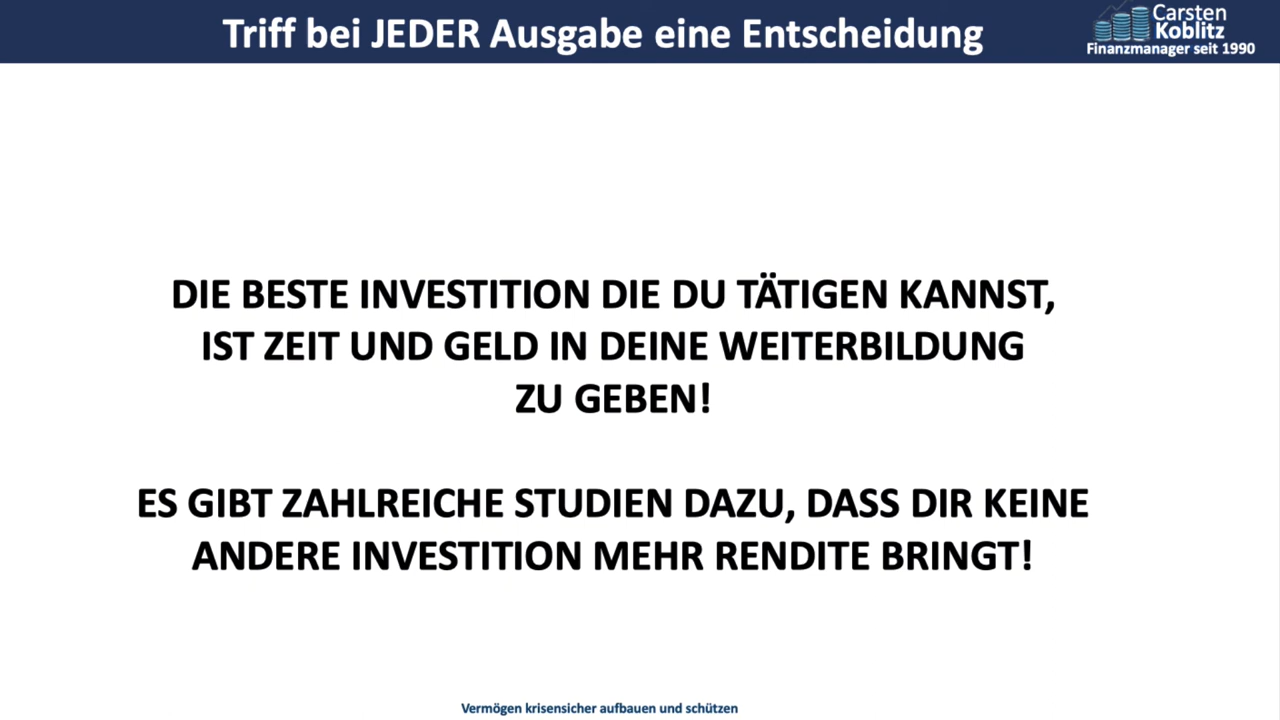 Triff bei JEDER Ausgabe eine Entscheidung
Carsten
Koblitz
Finanzmanager seit 1990
DIE BESTE INVESTITION DIE DU TÄTIGEN KANNST,
IST ZEIT UND GELD IN DEINE WEITERBILDUNG
ZU GEBEN!
ES GIBT ZAHLREICHE STUDIEN DAZU, DASS DIR KEINE
ANDERE INVESTITION MEHR RENDITE BRINGT!
Vermögen krisensicher aufbauen und schützen